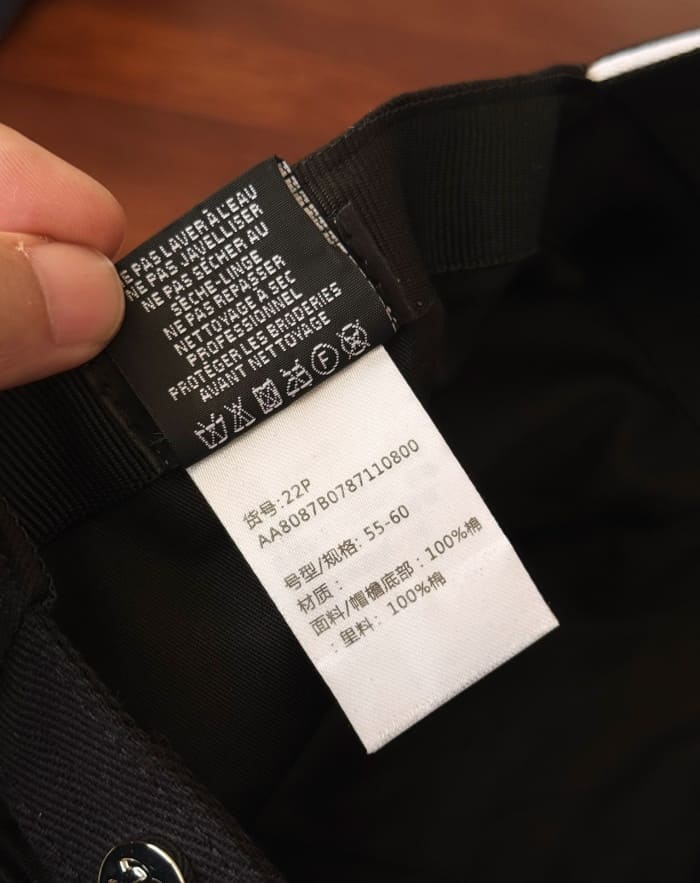 NE PAS LAVER À L'EAU
NE PAS JAVELLISER
NE PAS SÉCHER AU
SÈCHE-LINGE
NE PAS REPASSER
NETTOYAGE A SEC
PROFESSIONNEL
PROTÉGER LES BRODERIES
AVANT NETTOYAGE
F
货号:22P
AA8087B0787110800
号型/规格: 55-60
材质:
面料/帽檐底部:100%棉
:里料: 100%棉